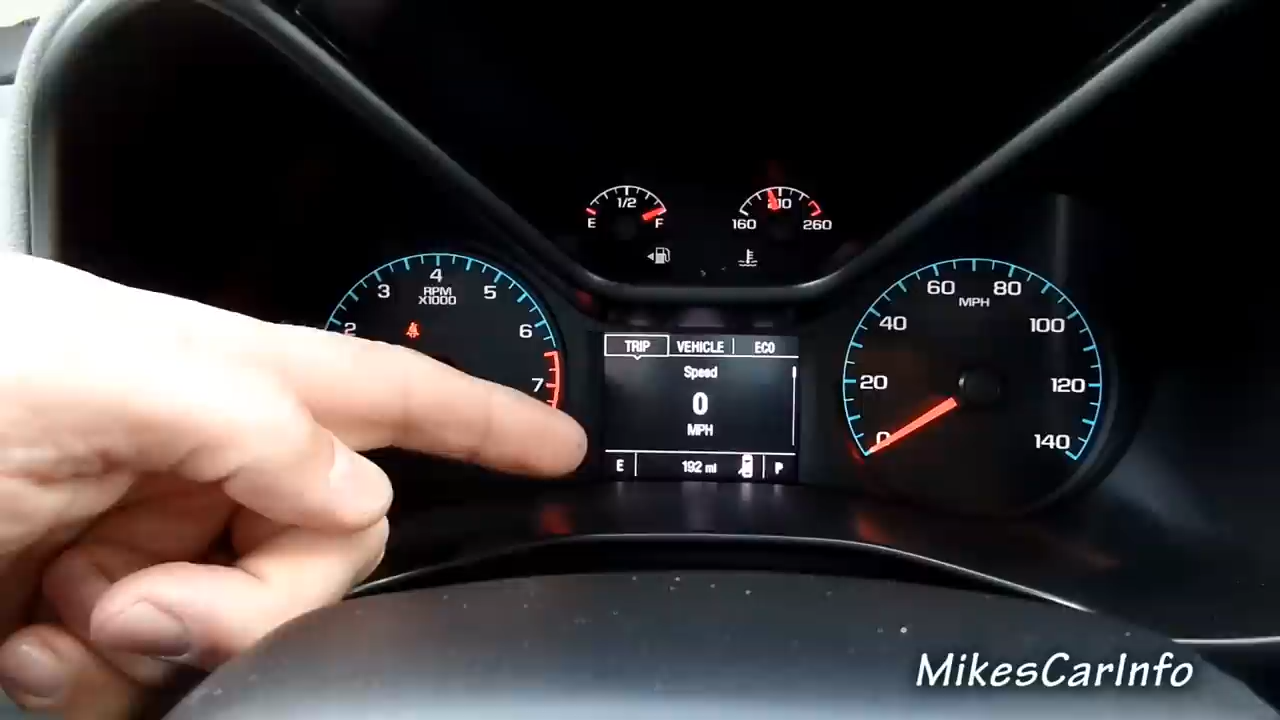 1/2
E F
210
160 260
4
3 RPM 5
X1000
2 6
7
TRIP VEHICLE ECO
Speed
0
MPH
E 192 mi P
60 80
MPH
40 100
20 120
0 140
MikesCarInfo